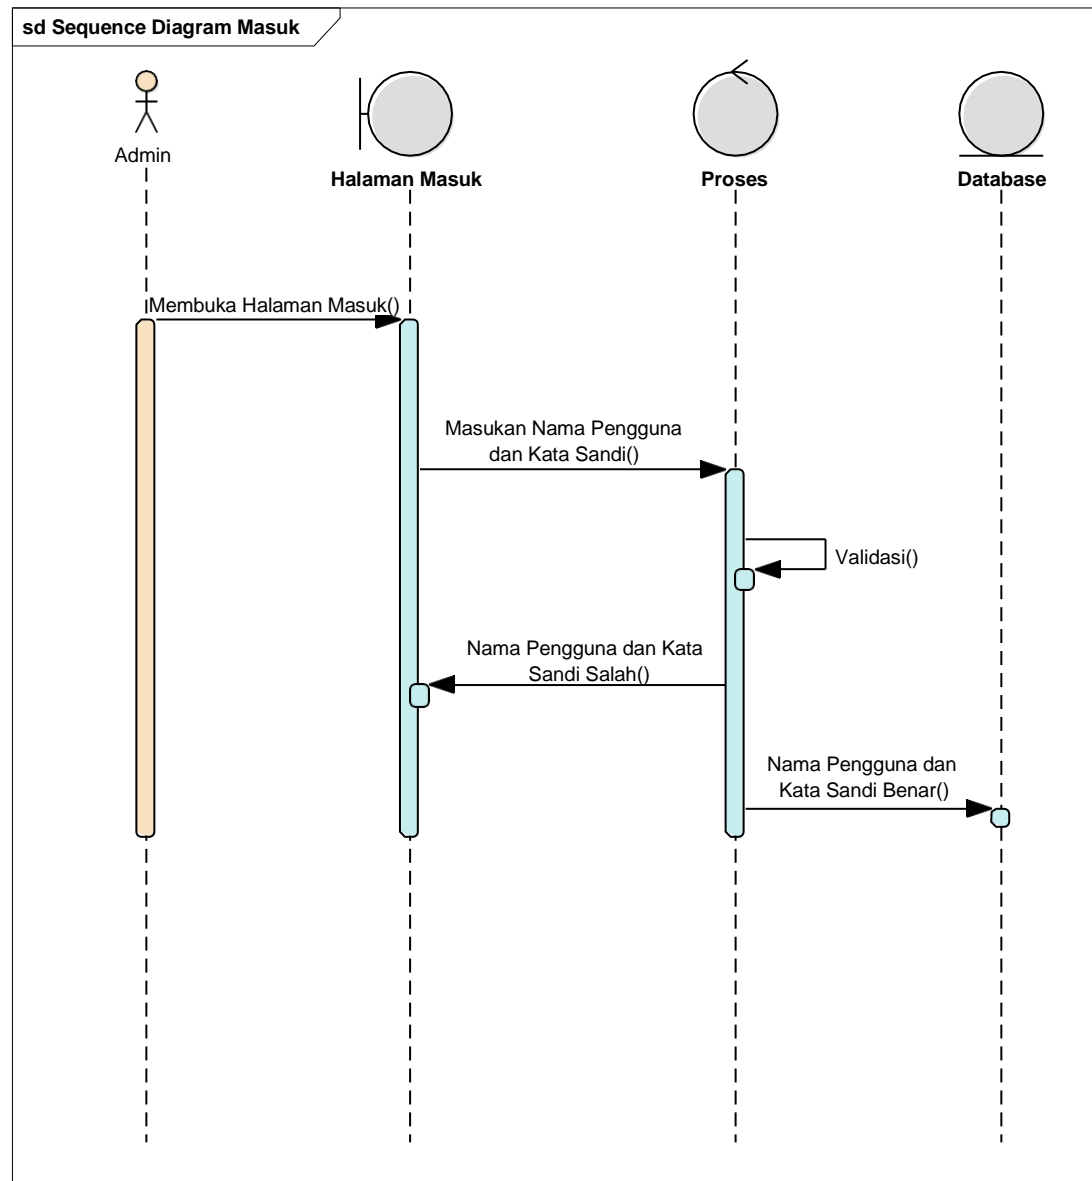 sd Sequence Diagram Masuk
Admin
Halaman Masuk
Proses
Database
Membuka Halaman Masuk()
Masukan Nama Pengguna
dan Kata Sandi()
Validasi()
Nama Pengguna dan Kata
Sandi Salah()
Nama Pengguna dan
Kata Sandi Benar()